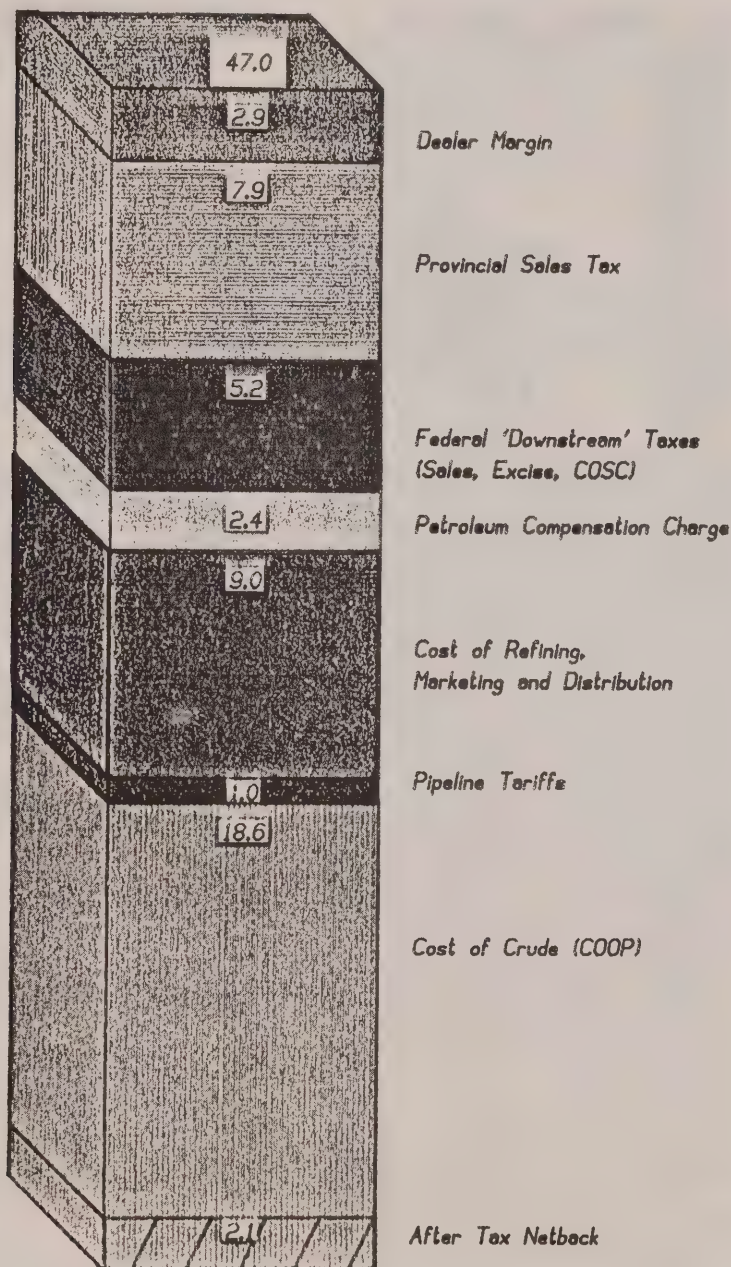 47.0
2.9
Dealer Margin
7.9
Provincial Sales Tax
5.2
Federal 'Downstream' Taxes
(Sales, Excise, COSC)
2.4
Petroleum Compensation Charge
9.0
Cost of Refining,
Marketing and Distribution
1.0
Pipeline Tariffs
18.6
Cost of Crude (COOP)
2.1
After Tax Netback